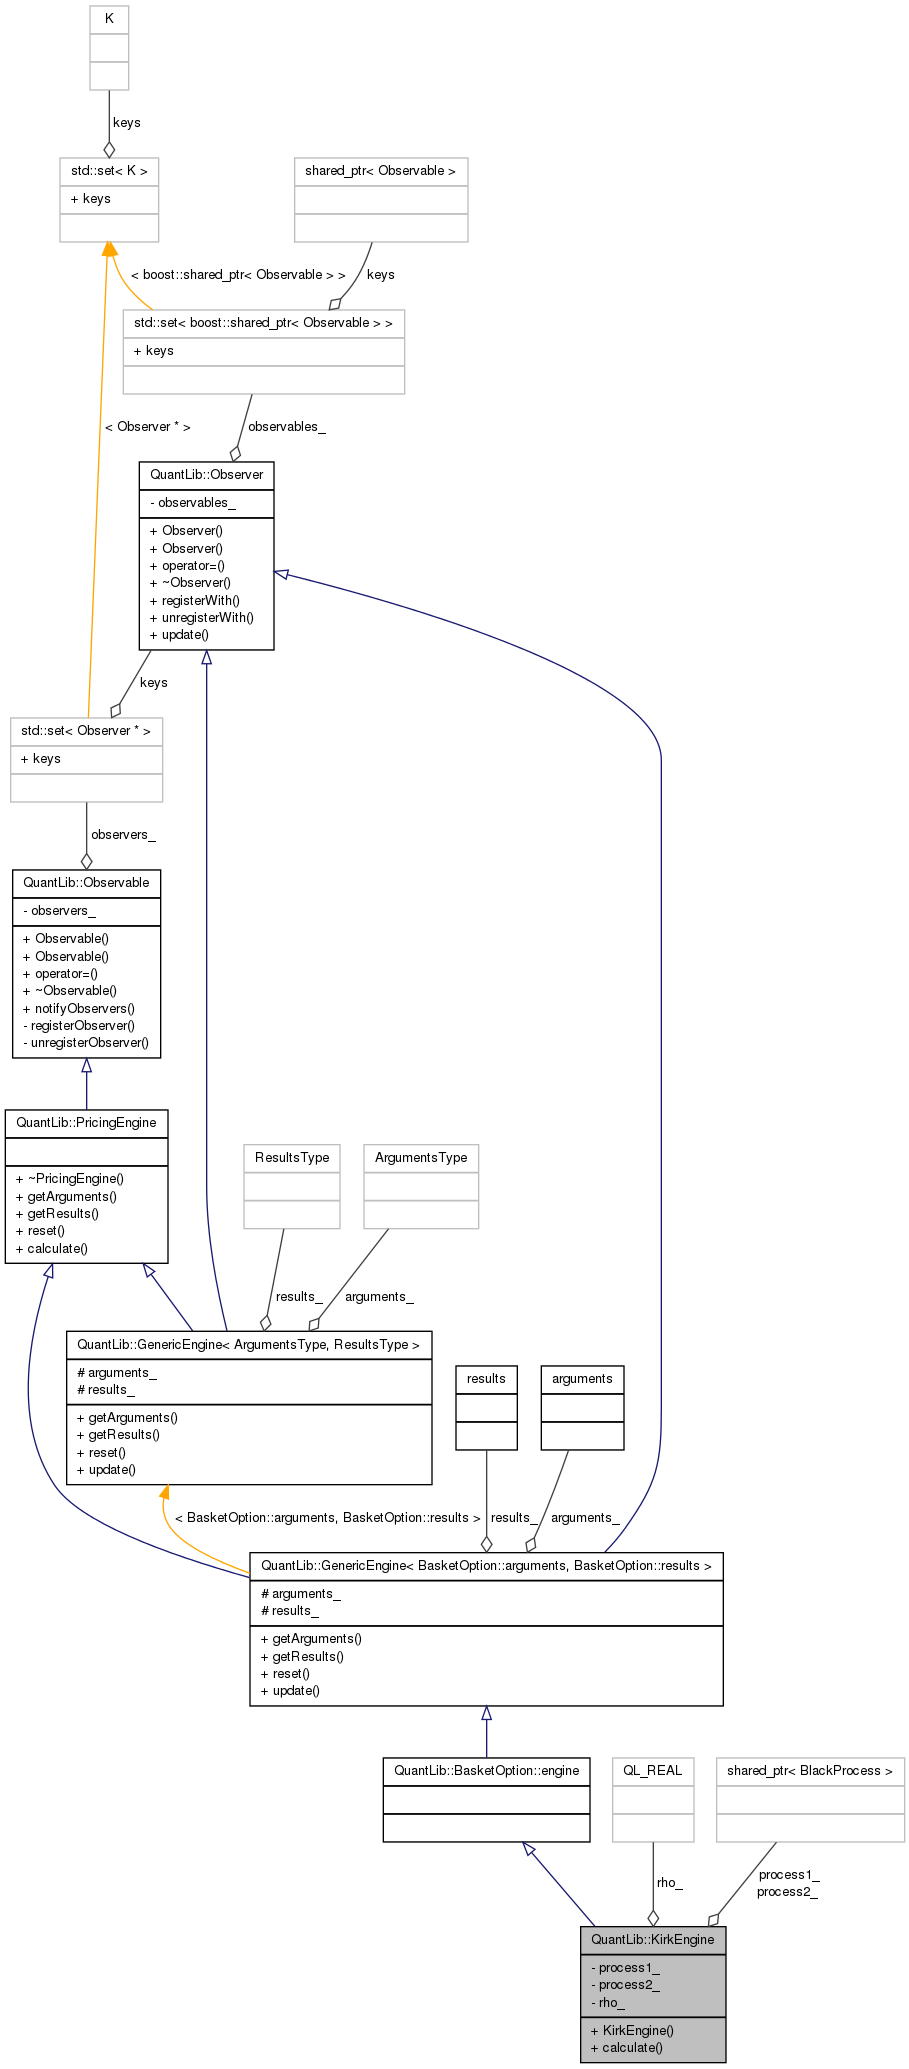 K
keys
std::set< K >
+ keys
shared_ptr< Observable >
< boost::shared_ptr< Observable > >
keys
std::set< boost::shared_ptr< Observable > >
+ keys
< Observer * >
observables_
QuantLib::Observer
- observables_
+ Observer()
+ Observer()
+ operator=()
+ ~Observer()
+ registerWith()
+ unregisterWith()
+ update()
keys
std::set< Observer * >
+ keys
observers_
QuantLib::Observable
- observers_
+ Observable()
+ Observable()
+ operator=()
+ ~Observable()
+ notifyObservers()
- registerObserver()
- unregisterObserver()
QuantLib::PricingEngine
+ ~PricingEngine()
+ getArguments()
+ getResults()
+ reset()
+ calculate()
ResultsType
ArgumentsType
results_
arguments_
QuantLib::GenericEngine< ArgumentsType, ResultsType >
# arguments_
# results_
+ getArguments()
+ getResults()
+ reset()
+ update()
results
arguments
< BasketOption::arguments, BasketOption::results >
results_
arguments_
QuantLib::GenericEngine< BasketOption::arguments, BasketOption::results >
# arguments_
# results_
+ getArguments()
+ getResults()
+ reset()
+ update()
QuantLib::BasketOption::engine
QL_REAL
shared_ptr< BlackProcess >
rho_
process1_
process2_
QuantLib::KirkEngine
- process1_
- process2_
- rho_
+ KirkEngine()
+ calculate()